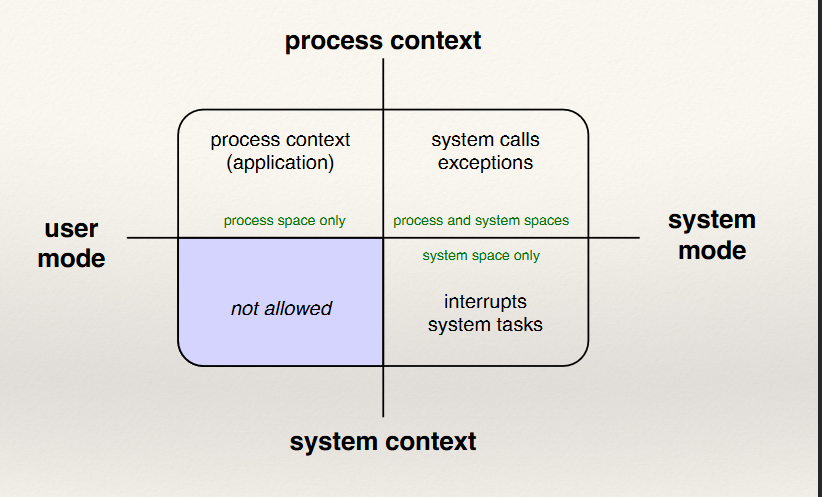 process context
process context
(application)
system calls
exceptions
process space only
process and system spaces
user
mode
system
mode
system space only
not allowed
interrupts
system tasks
system context